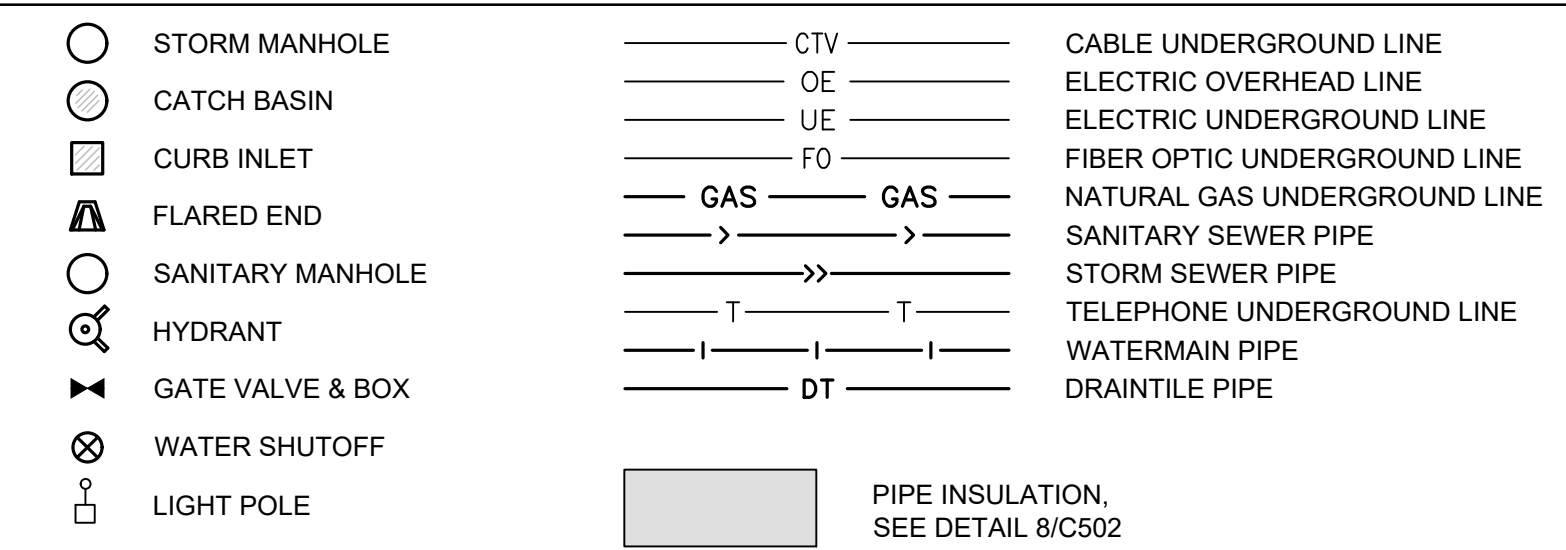 STORM MANHOLE
CATCH BASIN
CURB INLET
FLARED END
SANITARY MANHOLE
HYDRANT
GATE VALVE & BOX
WATER SHUTOFF
LIGHT POLE
CTV CABLE UNDERGROUND LINE
OE ELECTRIC OVERHEAD LINE
UE ELECTRIC UNDERGROUND LINE
FO FIBER OPTIC UNDERGROUND LINE
GAS GAS NATURAL GAS UNDERGROUND LINE
> > SANITARY SEWER PIPE
>> STORM SEWER PIPE
T T TELEPHONE UNDERGROUND LINE
I I I WATERMAIN PIPE
DT DRAINTILE PIPE
PIPE INSULATION,
SEE DETAIL 8/C502